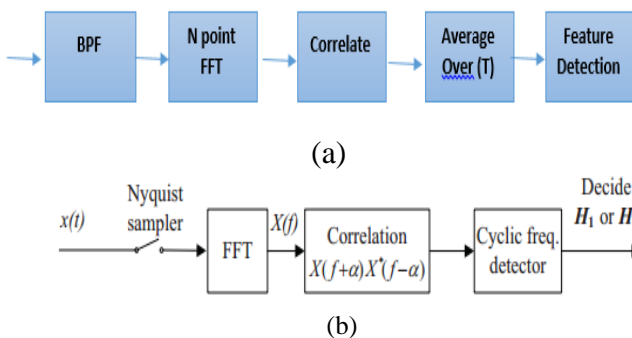 BPF
N point
FFT
Correlate
Average
Over (T)
Feature
Detection
(a)
x(t)
Nyquist
sampler
FFT
X(f)
Correlation
X(f+α)X*(f−α)
Cyclic freq.
detector
Decide
H₁ or H
(b)